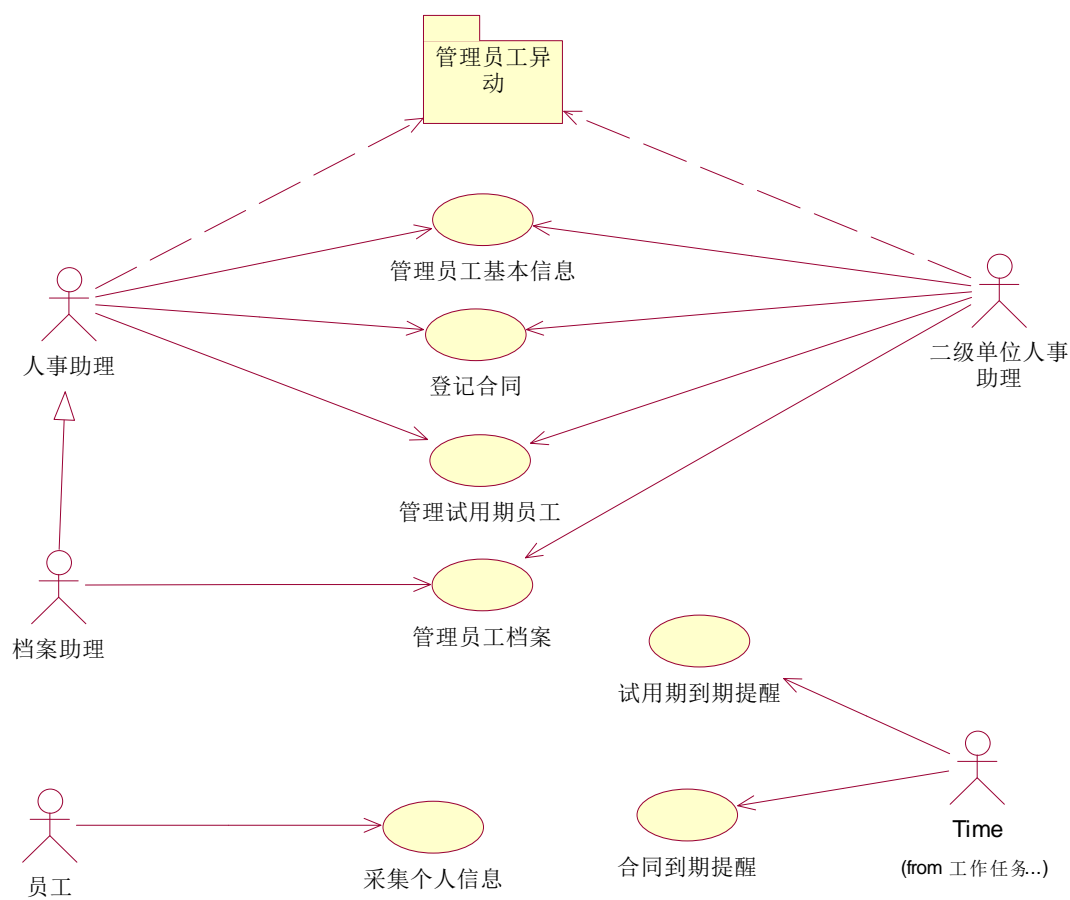 管理员工异
动
管理员工基本信息
人事助理
二级单位人事
助理
登记合同
管理试用期员工
管理员工档案
档案助理
试用期到期提醒
Time
(from 工作任务...)
合同到期提醒
采集个人信息
员工